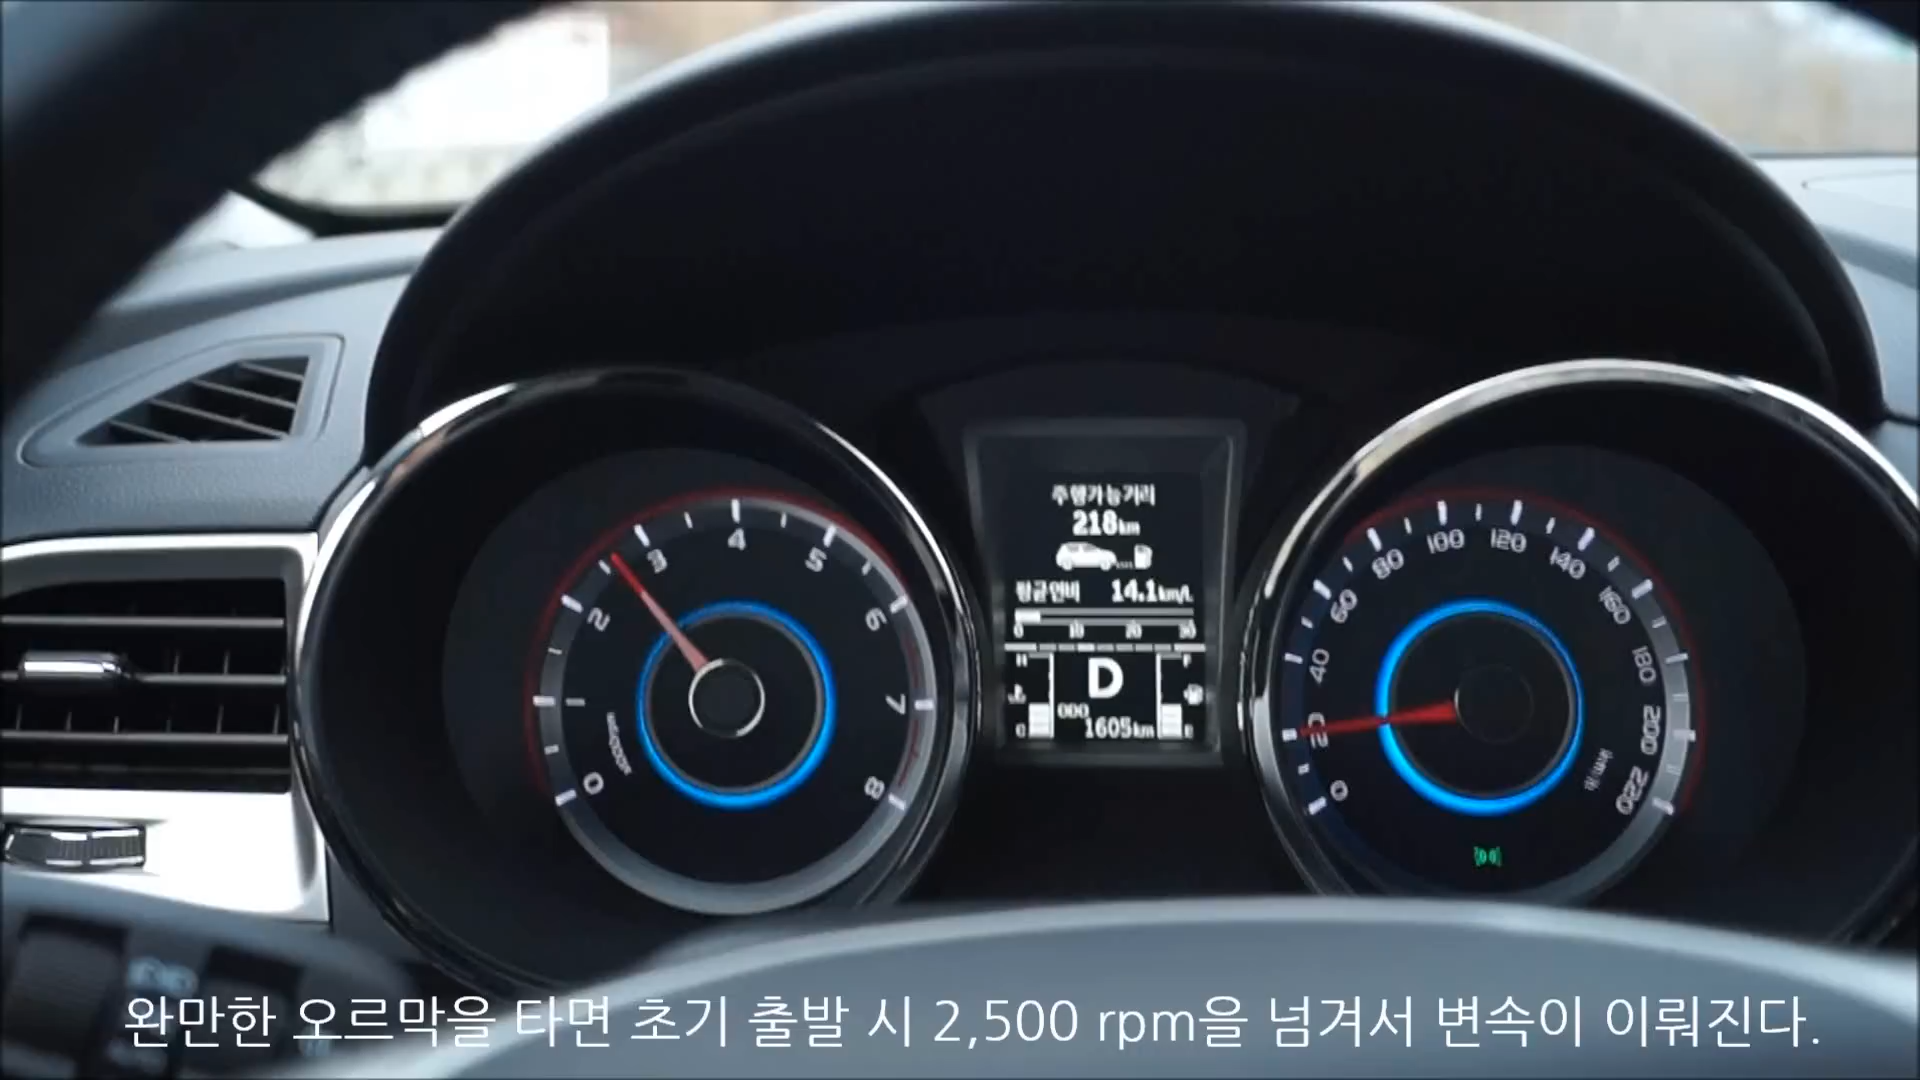 주행가능거리
218km
평균연비 14.1km/L
0 10 20 30
H F
D
C E
ODO
1605km
0 2 3 4 5 6 7 8
0 20 40 60 80 100 120 140 160 180 200 220
km/h
완만한 오르막을 타면 초기 출발 시 2,500 rpm을 넘겨서 변속이 이뤄진다.